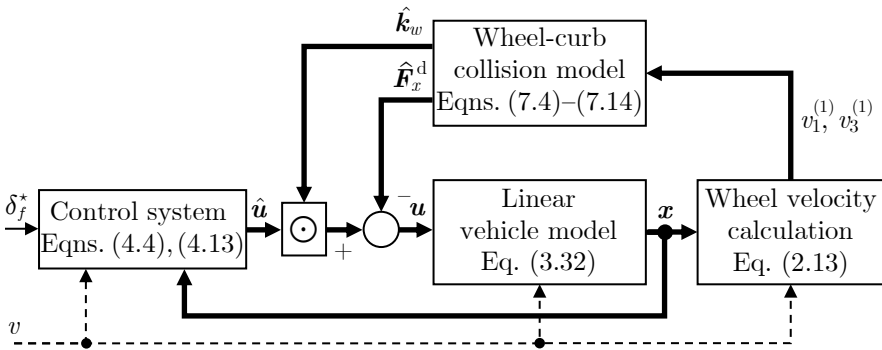 k̂_w
F̂_x^d
Wheel-curb
collision model
Eqns. (7.4)–(7.14)
v_1^(1), v_3^(1)
δ_f^⋆
Control system
Eqns. (4.4), (4.13)
û
⊙
+
−
u
Linear
vehicle model
Eq. (3.32)
x
Wheel velocity
calculation
Eq. (2.13)
v